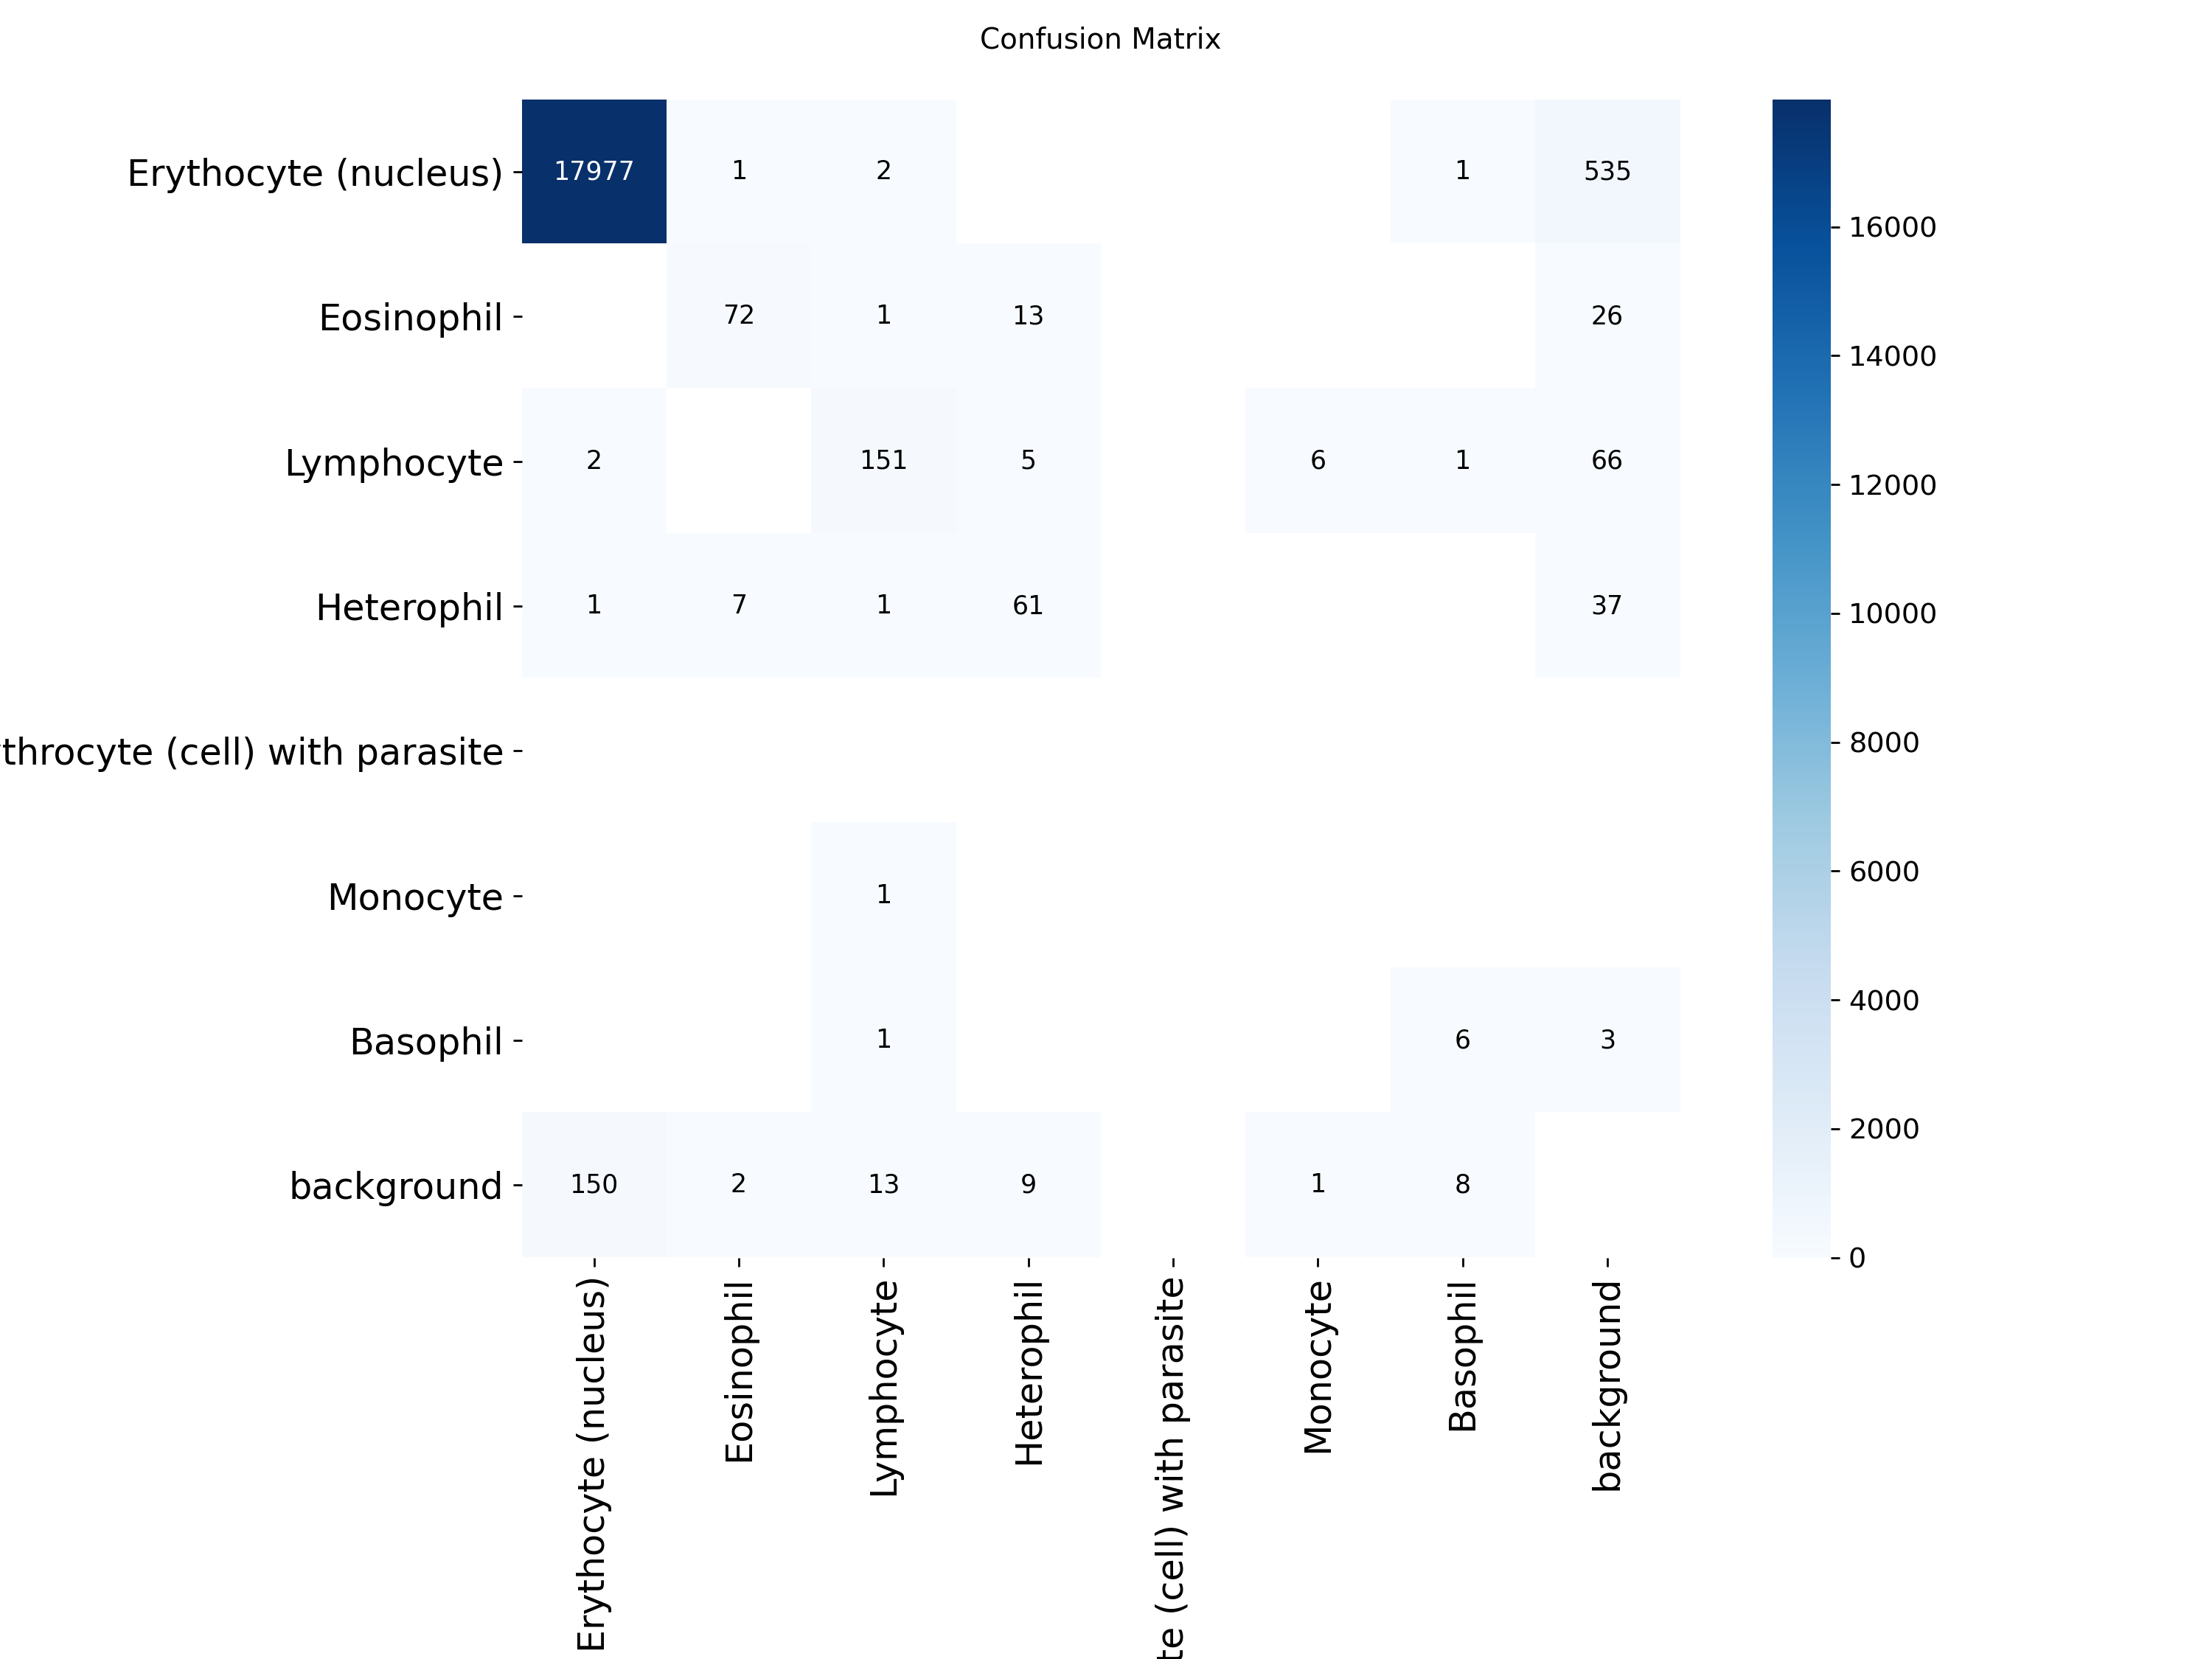 Confusion Matrix
Erythocyte (nucleus) 17977 1 2 1 535
Eosinophil 72 1 13 26
Lymphocyte 2 151 5 6 1 66
Heterophil 1 7 1 61 37
throcyte (cell) with parasite
Monocyte 1
Basophil 1 6 3
background 150 2 13 9 1 8
Erythocyte (nucleus)
Eosinophil
Lymphocyte
Heterophil
te (cell) with parasite
Monocyte
Basophil
background
16000
14000
12000
10000
8000
6000
4000
2000
0